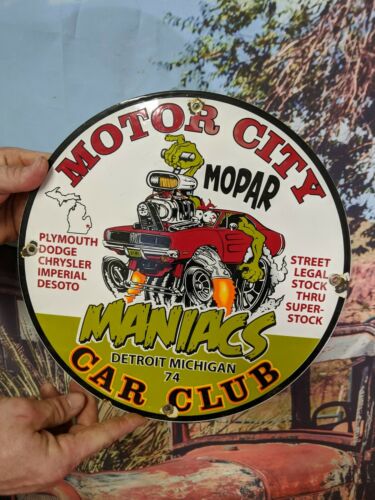 MOTOR CITY
MOPAR
PLYMOUTH
DODGE
CHRYSLER
IMPERIAL
DESOTO
STREET
LEGAL
STOCK
THRU
SUPER-
STOCK
MANIACS
DETROIT MICHIGAN
74
CAR CLUB